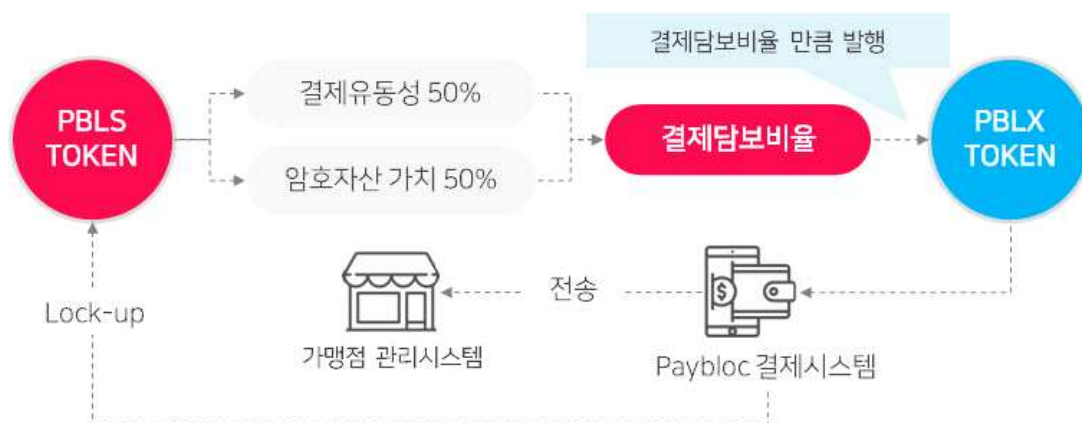 결제담보비율 만큼 발행
PBLS
TOKEN
결제유동성 50%
암호자산 가치 50%
결제담보비율
PBLX
TOKEN
Lock-up
전송
$
가맹점 관리시스템
Paybloc 결제시스템